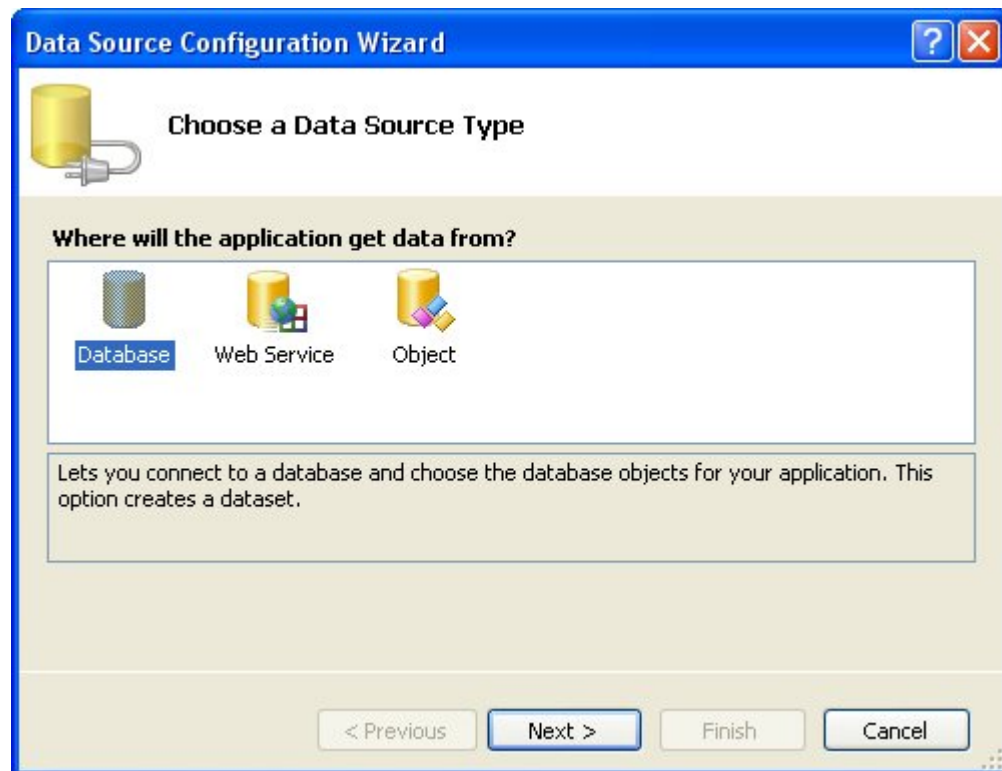 Data Source Configuration Wizard
Choose a Data Source Type
Where will the application get data from?
Database Web Service Object
Lets you connect to a database and choose the database objects for your application. This
option creates a dataset.
< Previous Next > Finish Cancel